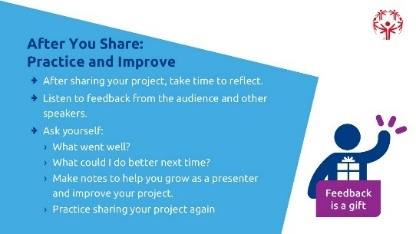 After You Share:
Practice and Improve
After sharing your project, take time to reflect.
Listen to feedback from the audience and other
speakers.
Ask yourself:
What went well?
What could I do better next time?
Make notes to help you grow as a presenter
and improve your project.
Practice sharing your project again
Feedback
is a gift